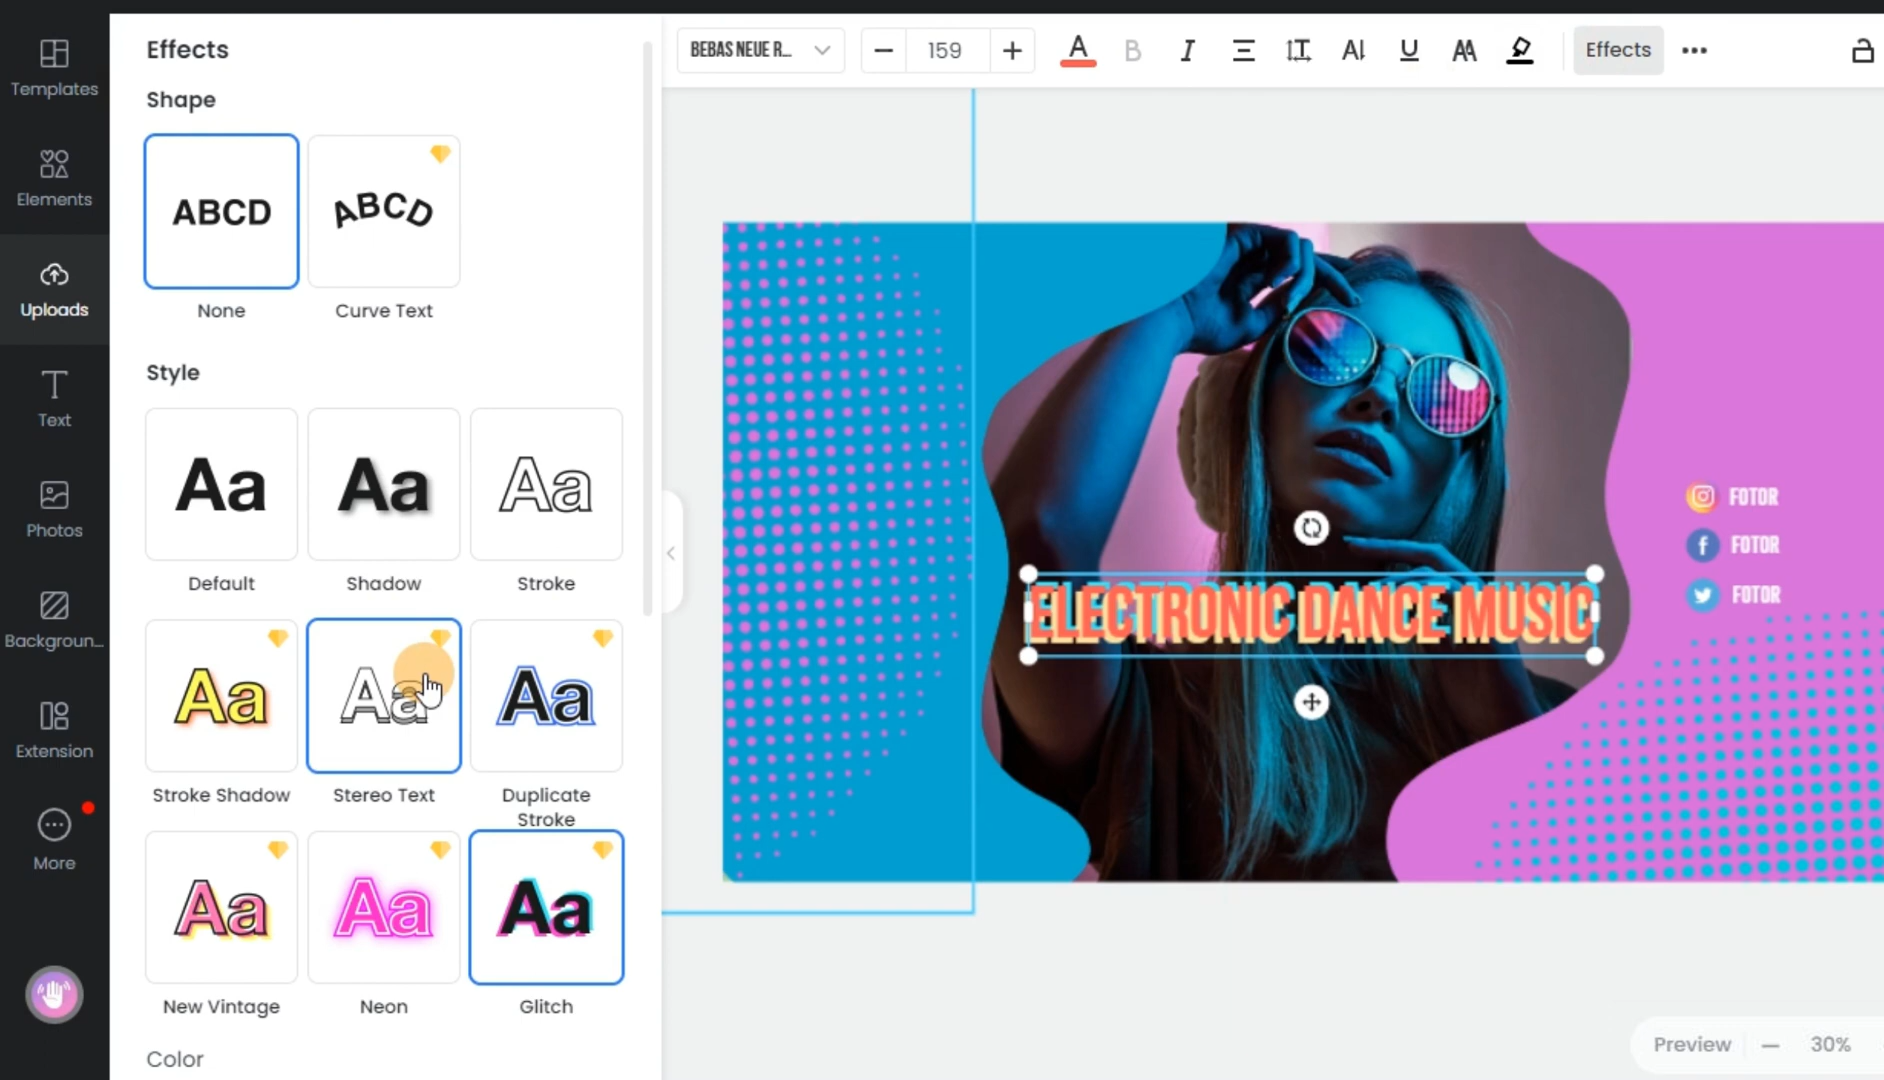 Templates
Elements
Uploads
Text
Photos
Backgroun...
Extension
More
Effects
Shape
ABCD
ABCD
None
Curve Text
Style
Aa
Aa
Aa
Default
Shadow
Stroke
Aa
Aa
Aa
Stroke Shadow
Stereo Text
Duplicate
Stroke
Aa
Aa
Aa
New Vintage
Neon
Glitch
Color
BEBAS NEUE R...
159
A
B
I
Effects
FOTOR
FOTOR
FOTOR
ELECTRONIC DANCE MUSIC
Preview
30%